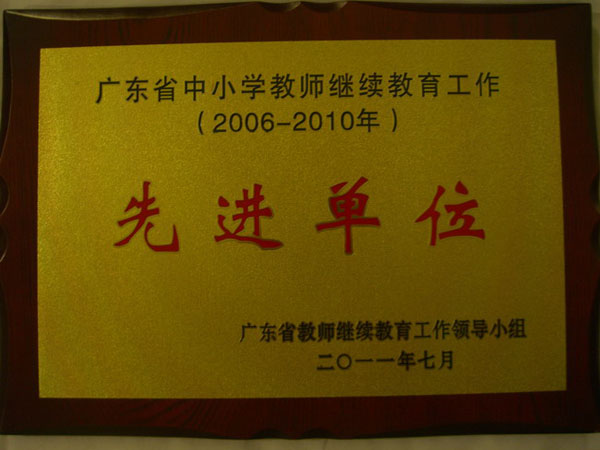 广东省中小学教师继续教育工作
（2006-2010年）
先进单位
广东省教师继续教育工作领导小组
二〇一一年七月